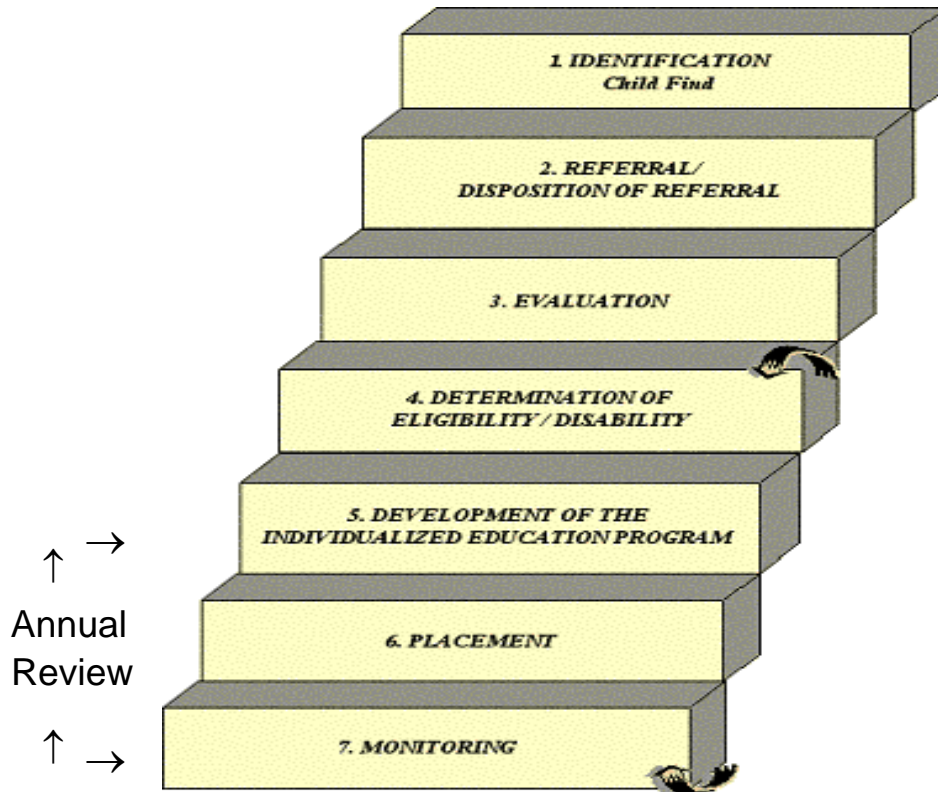 1. IDENTIFICATION
Child Find
2. REFERRAL/
DISPOSITION OF REFERRAL
3. EVALUATION
4. DETERMINATION OF
ELIGIBILITY / DISABILITY
5. DEVELOPMENT OF THE
INDIVIDUALIZED EDUCATION PROGRAM
↑ →
Annual
Review
6. PLACEMENT
↑ →
7. MONITORING